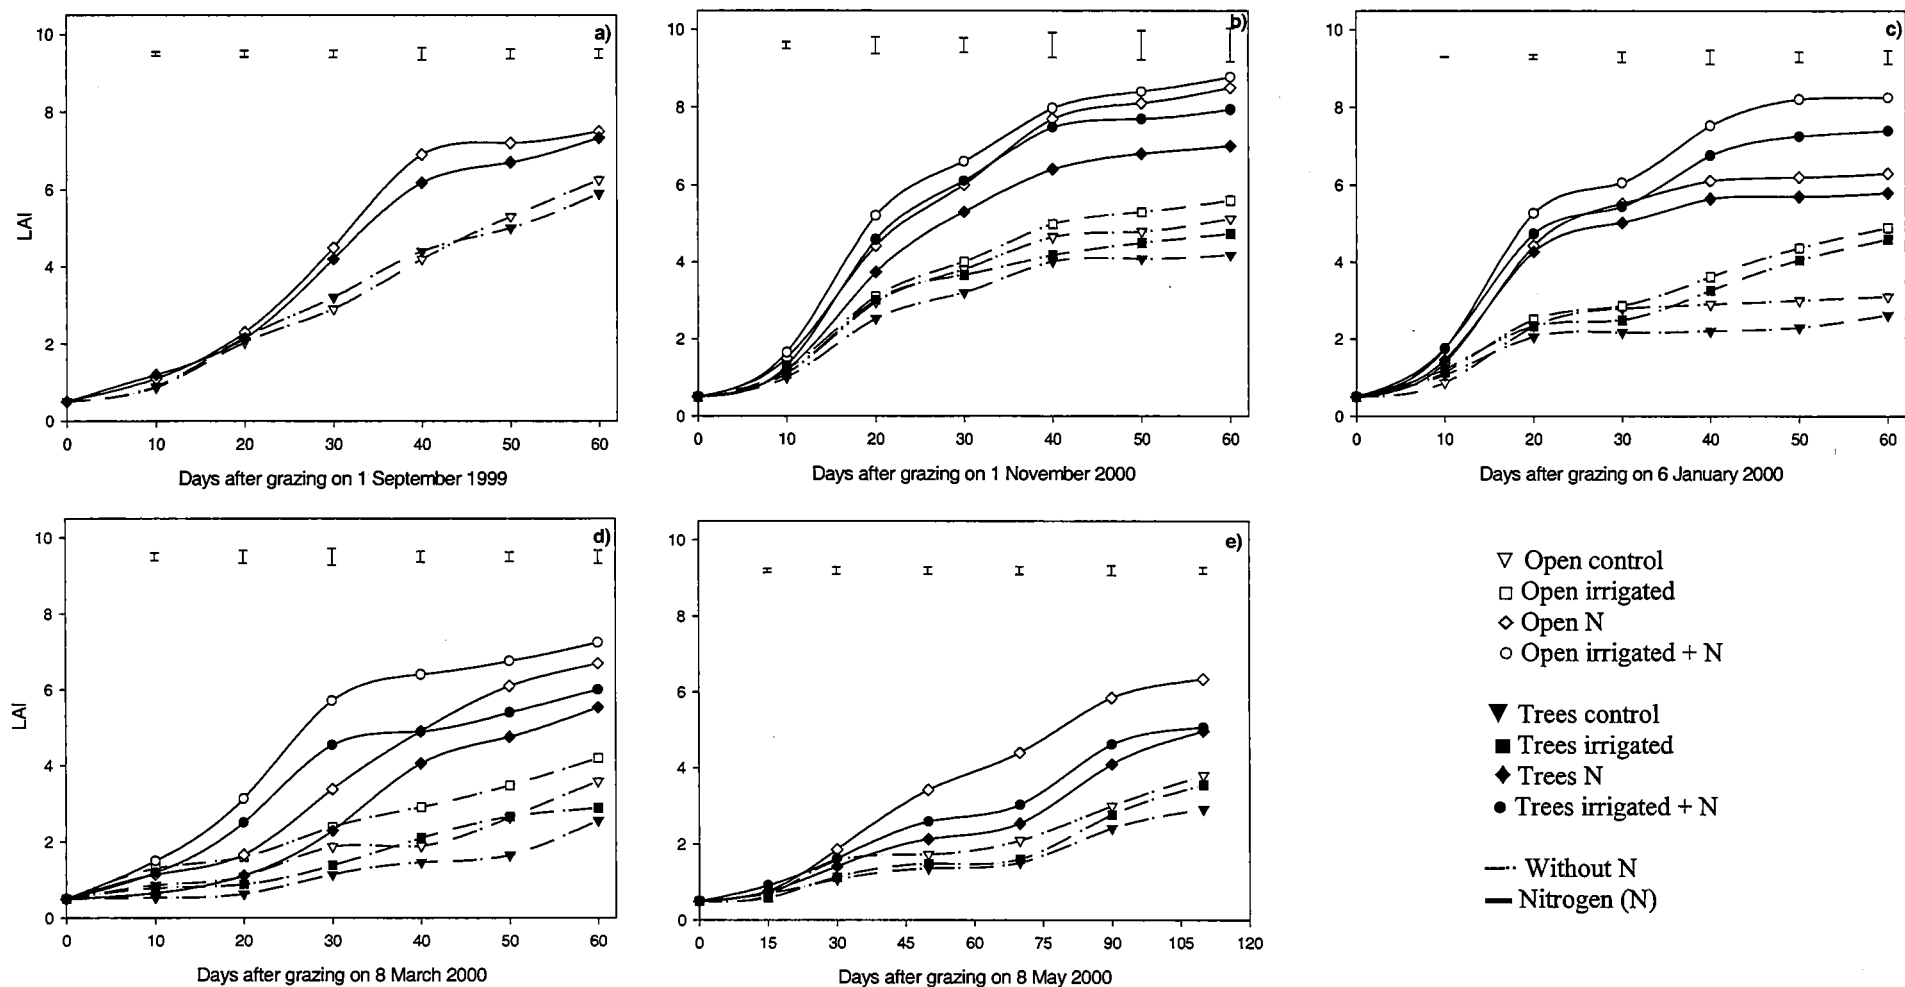 a)
10
8
6
4
2
0
LAI
0 10 20 30 40 50 60
Days after grazing on 1 September 1999
b)
10
8
6
4
2
0
0 10 20 30 40 50 60
Days after grazing on 1 November 2000
c)
10
8
6
4
2
0
0 10 20 30 40 50 60
Days after grazing on 6 January 2000
d)
10
8
6
4
2
0
LAI
0 10 20 30 40 50 60
Days after grazing on 8 March 2000
e)
10
8
6
4
2
0
0 15 30 45 60 75 90 105 120
Days after grazing on 8 May 2000
Open control
Open irrigated
Open N
Open irrigated + N
Trees control
Trees irrigated
Trees N
Trees irrigated + N
Without N
Nitrogen (N)